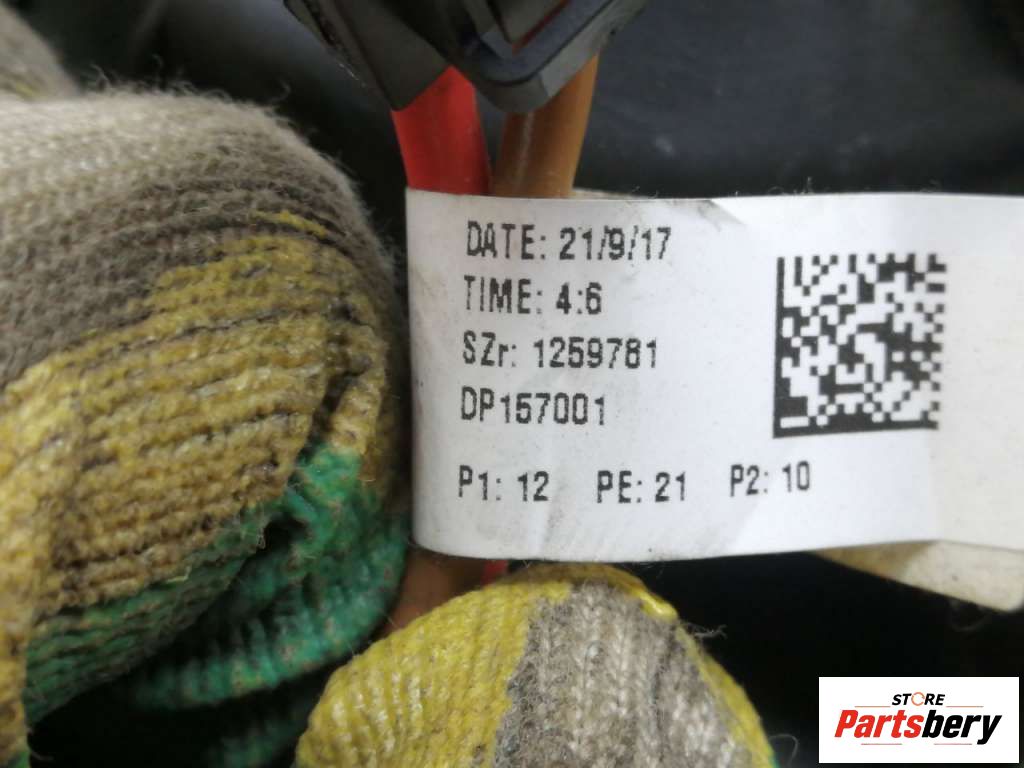 DATE: 21/9/17
TIME: 4:6
SZr: 1259781
DP157001
P1: 12 PE: 21 P2: 10
STORE
Partsbery